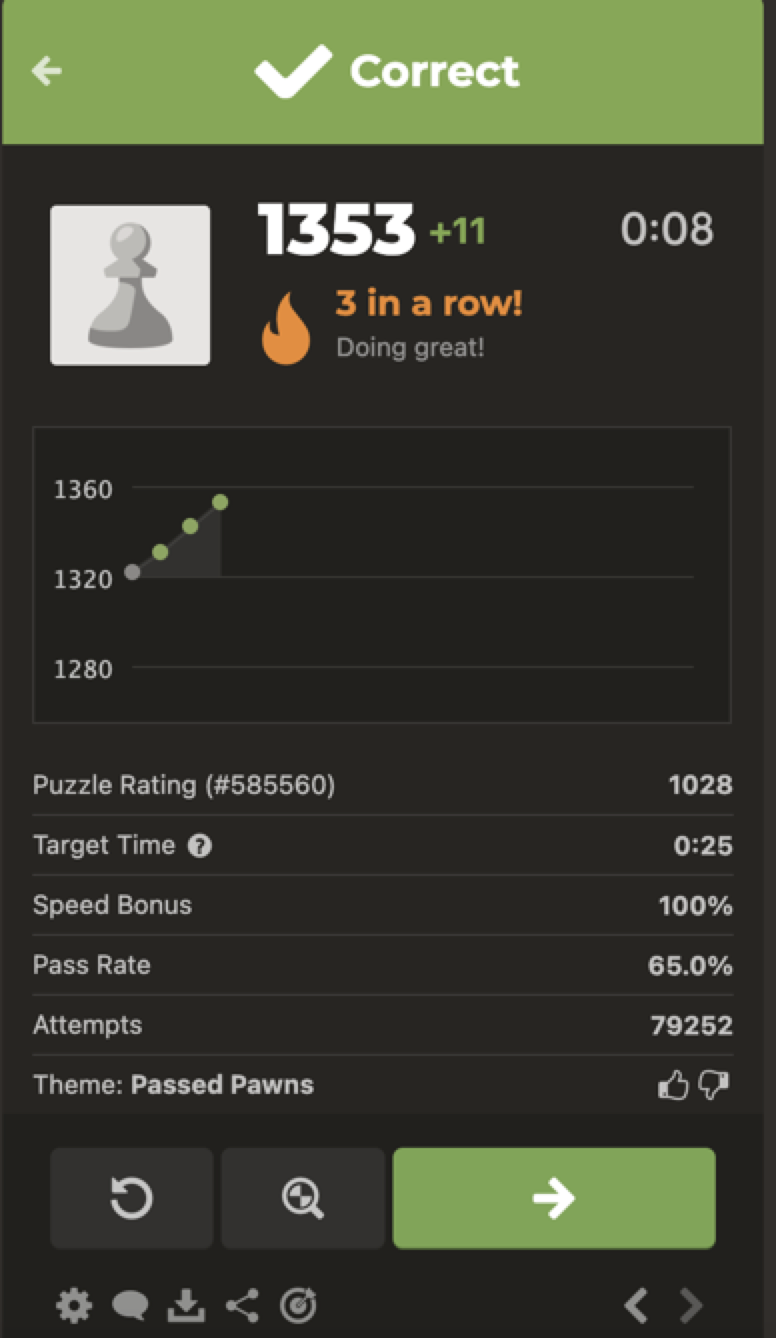 Correct
1353 +11 0:08
3 in a row!
Doing great!
1360
1320
1280
Puzzle Rating (#585560) 1028
Target Time ? 0:25
Speed Bonus 100%
Pass Rate 65.0%
Attempts 79252
Theme: Passed Pawns